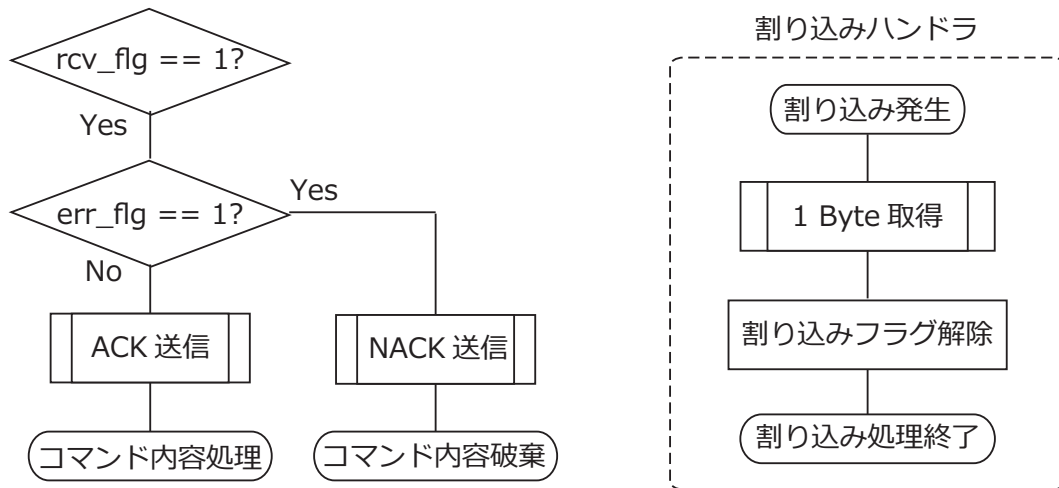 rcv_flg == 1?
Yes
err_flg == 1?
Yes
No
ACK 送信
NACK 送信
コマンド内容処理
コマンド内容破棄
割り込みハンドラ
割り込み発生
1 Byte 取得
割り込みフラグ解除
割り込み処理終了